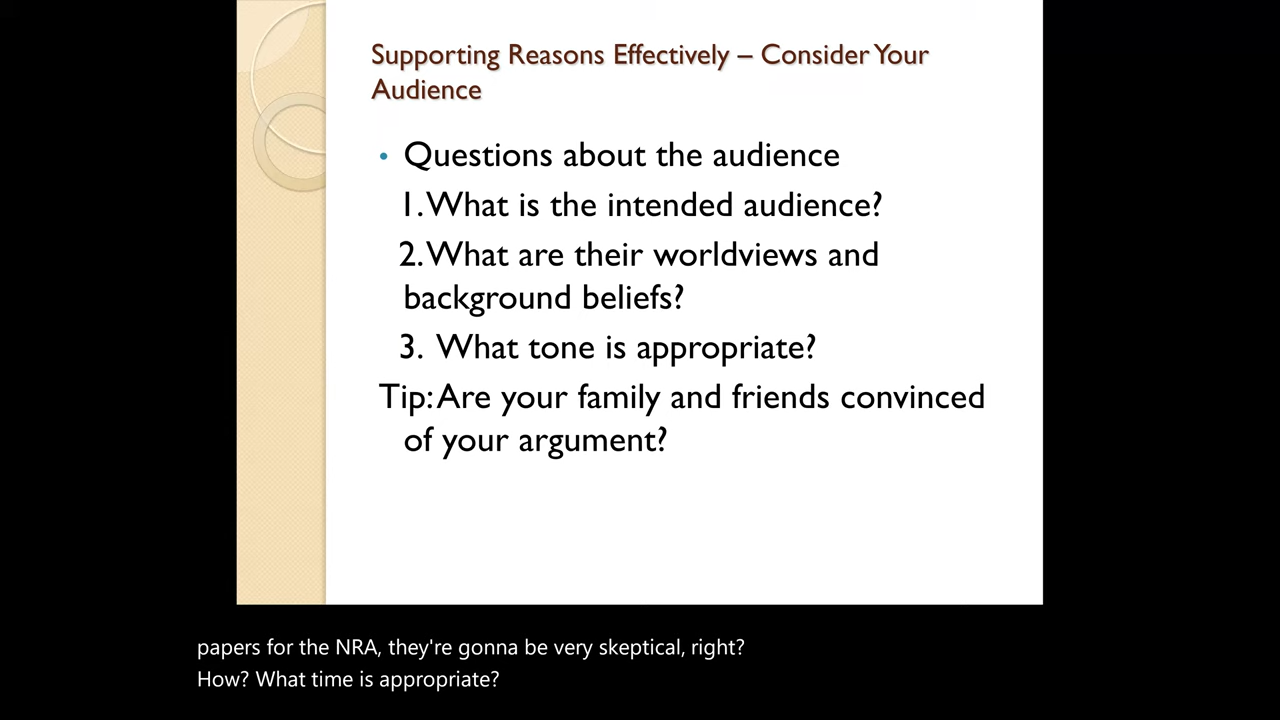 Supporting Reasons Effectively – Consider Your
Audience
• Questions about the audience
1. What is the intended audience?
2. What are their worldviews and
background beliefs?
3. What tone is appropriate?
Tip: Are your family and friends convinced
of your argument?
papers for the NRA, they're gonna be very skeptical, right?
How? What time is appropriate?